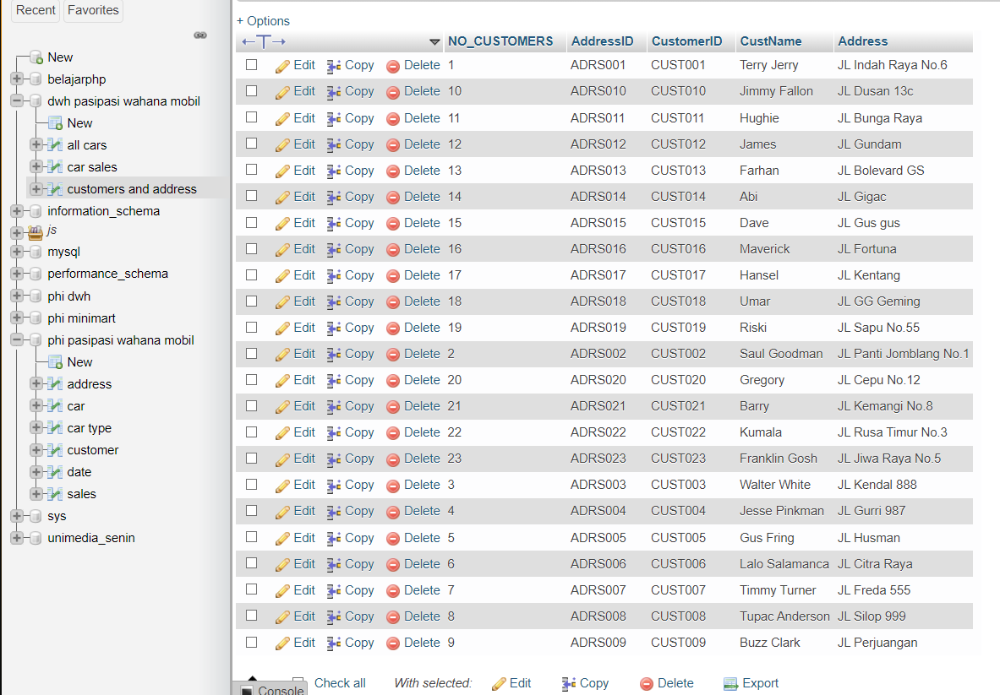 Recent Favorites
New
belajarphp
dwh pasipasi wahana mobil
New
all cars
car sales
customers and address
information_schema
js
mysql
performance_schema
phi dwh
phi minimart
phi pasipasi wahana mobil
New
address
car
car type
customer
date
sales
sys
unimedia_senin
+ Options
←T→ NO_CUSTOMERS AddressID CustomerID CustName Address
Edit Copy Delete 1 ADRS001 CUST001 Terry Jerry JL Indah Raya No.6
Edit Copy Delete 10 ADRS010 CUST010 Jimmy Fallon JL Dusan 13c
Edit Copy Delete 11 ADRS011 CUST011 Hughie JL Bunga Raya
Edit Copy Delete 12 ADRS012 CUST012 James JL Gundam
Edit Copy Delete 13 ADRS013 CUST013 Farhan JL Bolevard GS
Edit Copy Delete 14 ADRS014 CUST014 Abi JL Gigac
Edit Copy Delete 15 ADRS015 CUST015 Dave JL Gus gus
Edit Copy Delete 16 ADRS016 CUST016 Maverick JL Fortuna
Edit Copy Delete 17 ADRS017 CUST017 Hansel JL Kentang
Edit Copy Delete 18 ADRS018 CUST018 Umar JL GG Geming
Edit Copy Delete 19 ADRS019 CUST019 Riski JL Sapu No.55
Edit Copy Delete 2 ADRS002 CUST002 Saul Goodman JL Panti Jomblang No.1
Edit Copy Delete 20 ADRS020 CUST020 Gregory JL Cepu No.12
Edit Copy Delete 21 ADRS021 CUST021 Barry JL Kemangi No.8
Edit Copy Delete 22 ADRS022 CUST022 Kumala JL Rusa Timur No.3
Edit Copy Delete 23 ADRS023 CUST023 Franklin Gosh JL Jiwa Raya No.5
Edit Copy Delete 3 ADRS003 CUST003 Walter White JL Kendal 888
Edit Copy Delete 4 ADRS004 CUST004 Jesse Pinkman JL Gurri 987
Edit Copy Delete 5 ADRS005 CUST005 Gus Fring JL Husman
Edit Copy Delete 6 ADRS006 CUST006 Lalo Salamanca JL Citra Raya
Edit Copy Delete 7 ADRS007 CUST007 Timmy Turner JL Freda 555
Edit Copy Delete 8 ADRS008 CUST008 Tupac Anderson JL Silop 999
Edit Copy Delete 9 ADRS009 CUST009 Buzz Clark JL Perjuangan
Check all With selected: Edit Copy Delete Export
Console